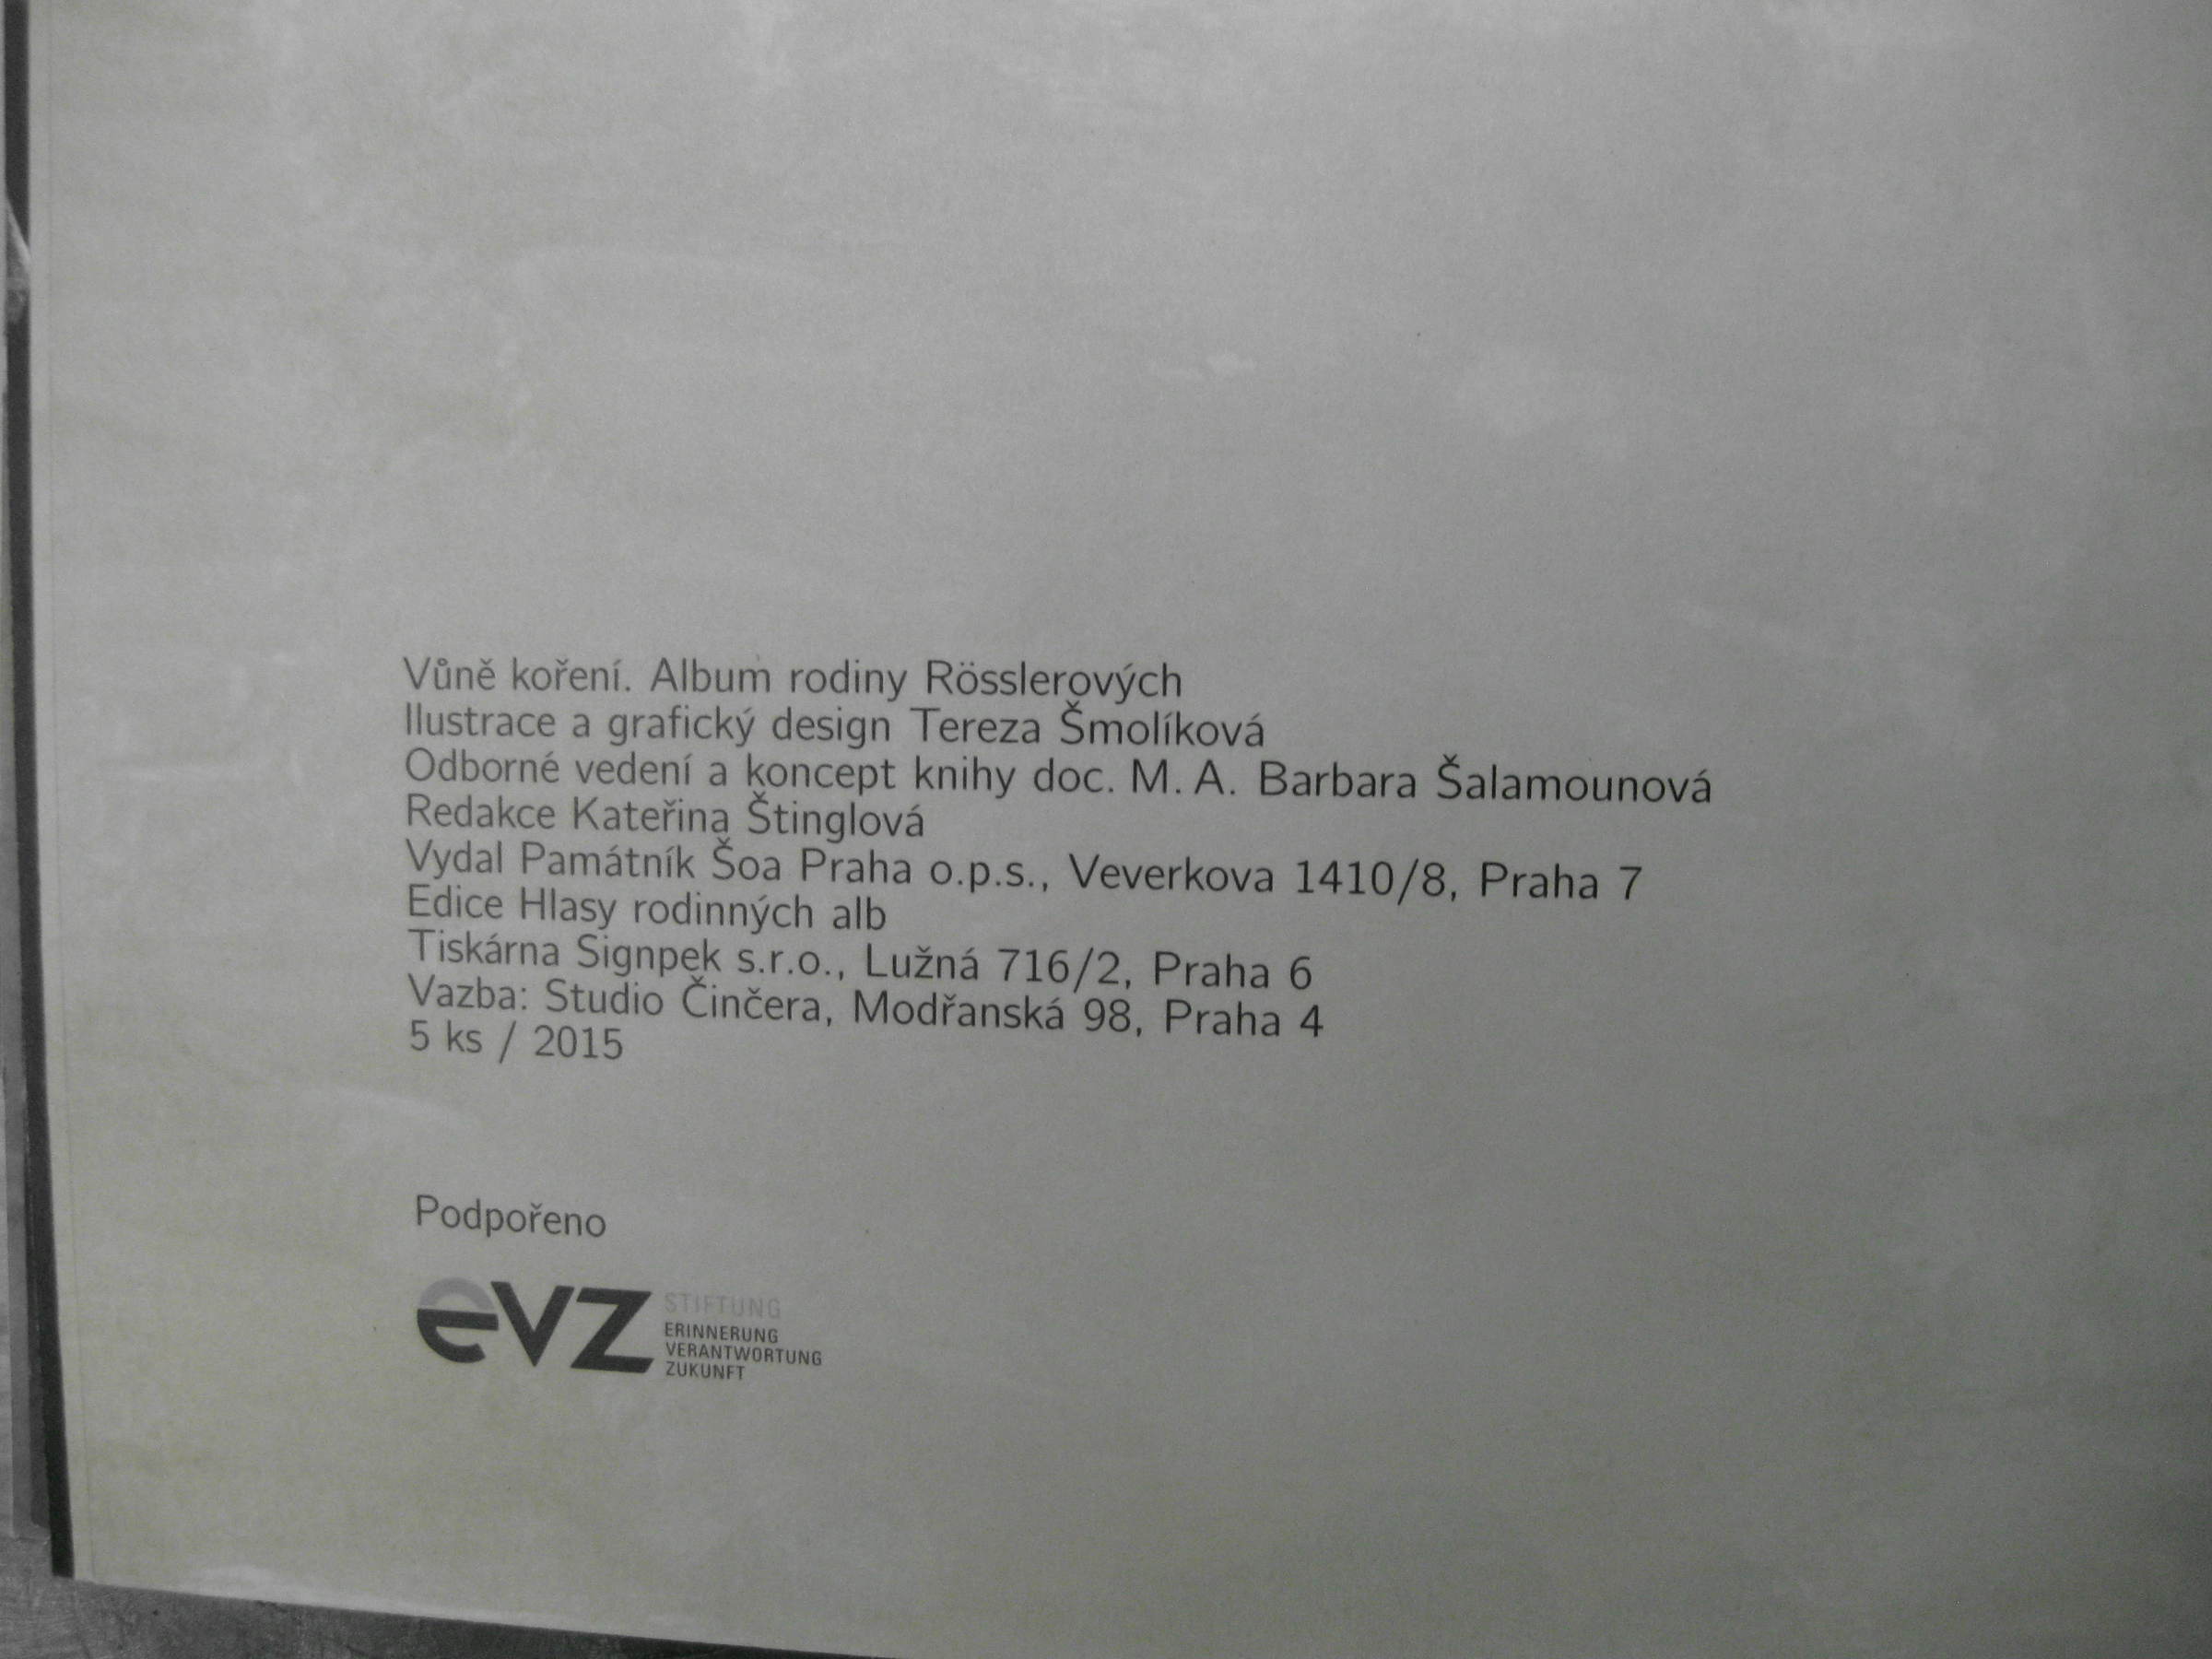 Vůně koření. Album rodiny Rösslerových
Ilustrace a grafický design Tereza Šmolíková
Odborné vedení a koncept knihy doc. M. A. Barbara Šalamounová
Redakce Kateřina Štinglová
Vydal Památník Šoa Praha o.p.s., Veverkova 1410/8, Praha 7
Edice Hlasy rodinných alb
Tiskárna Signpek s.r.o., Lužná 716/2, Praha 6
Vazba: Studio Činčera, Modřanská 98, Praha 4
5 ks / 2015
Podpořeno
eVZ
STIFTUNG
ERINNERUNG
VERANTWORTUNG
ZUKUNFT